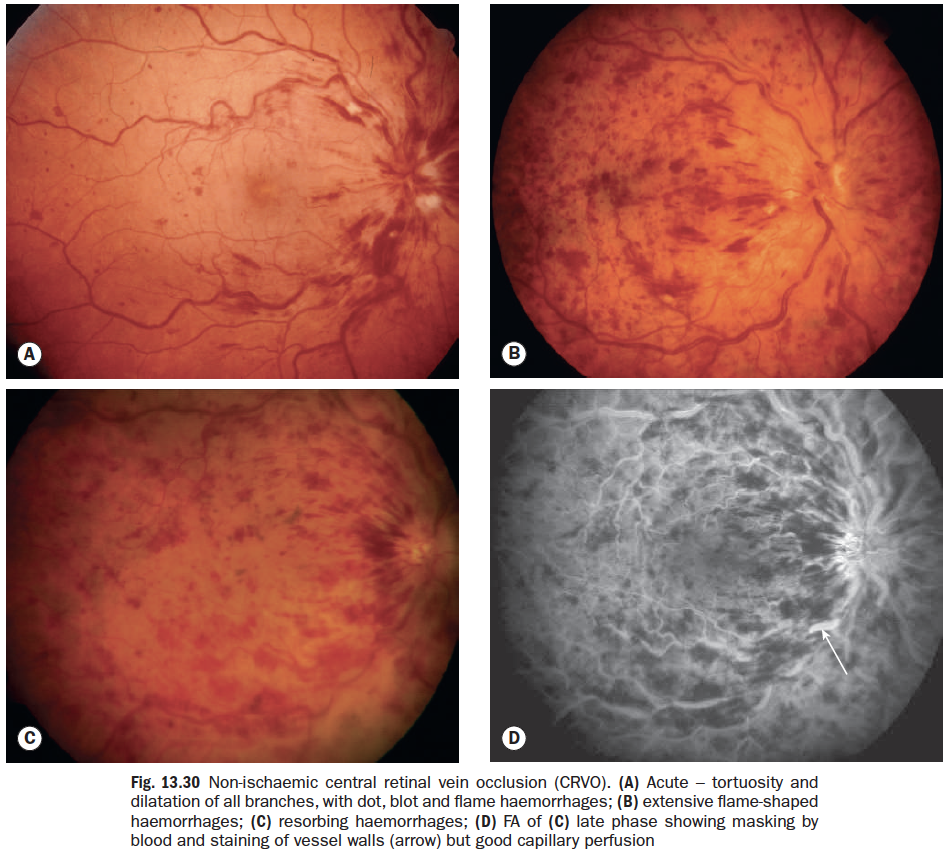 A
B
C
D
Fig. 13.30 Non-ischaemic central retinal vein occlusion (CRVO). (A) Acute – tortuosity and
dilatation of all branches, with dot, blot and flame haemorrhages; (B) extensive flame-shaped
haemorrhages; (C) resorbing haemorrhages; (D) FA of (C) late phase showing masking by
blood and staining of vessel walls (arrow) but good capillary perfusion